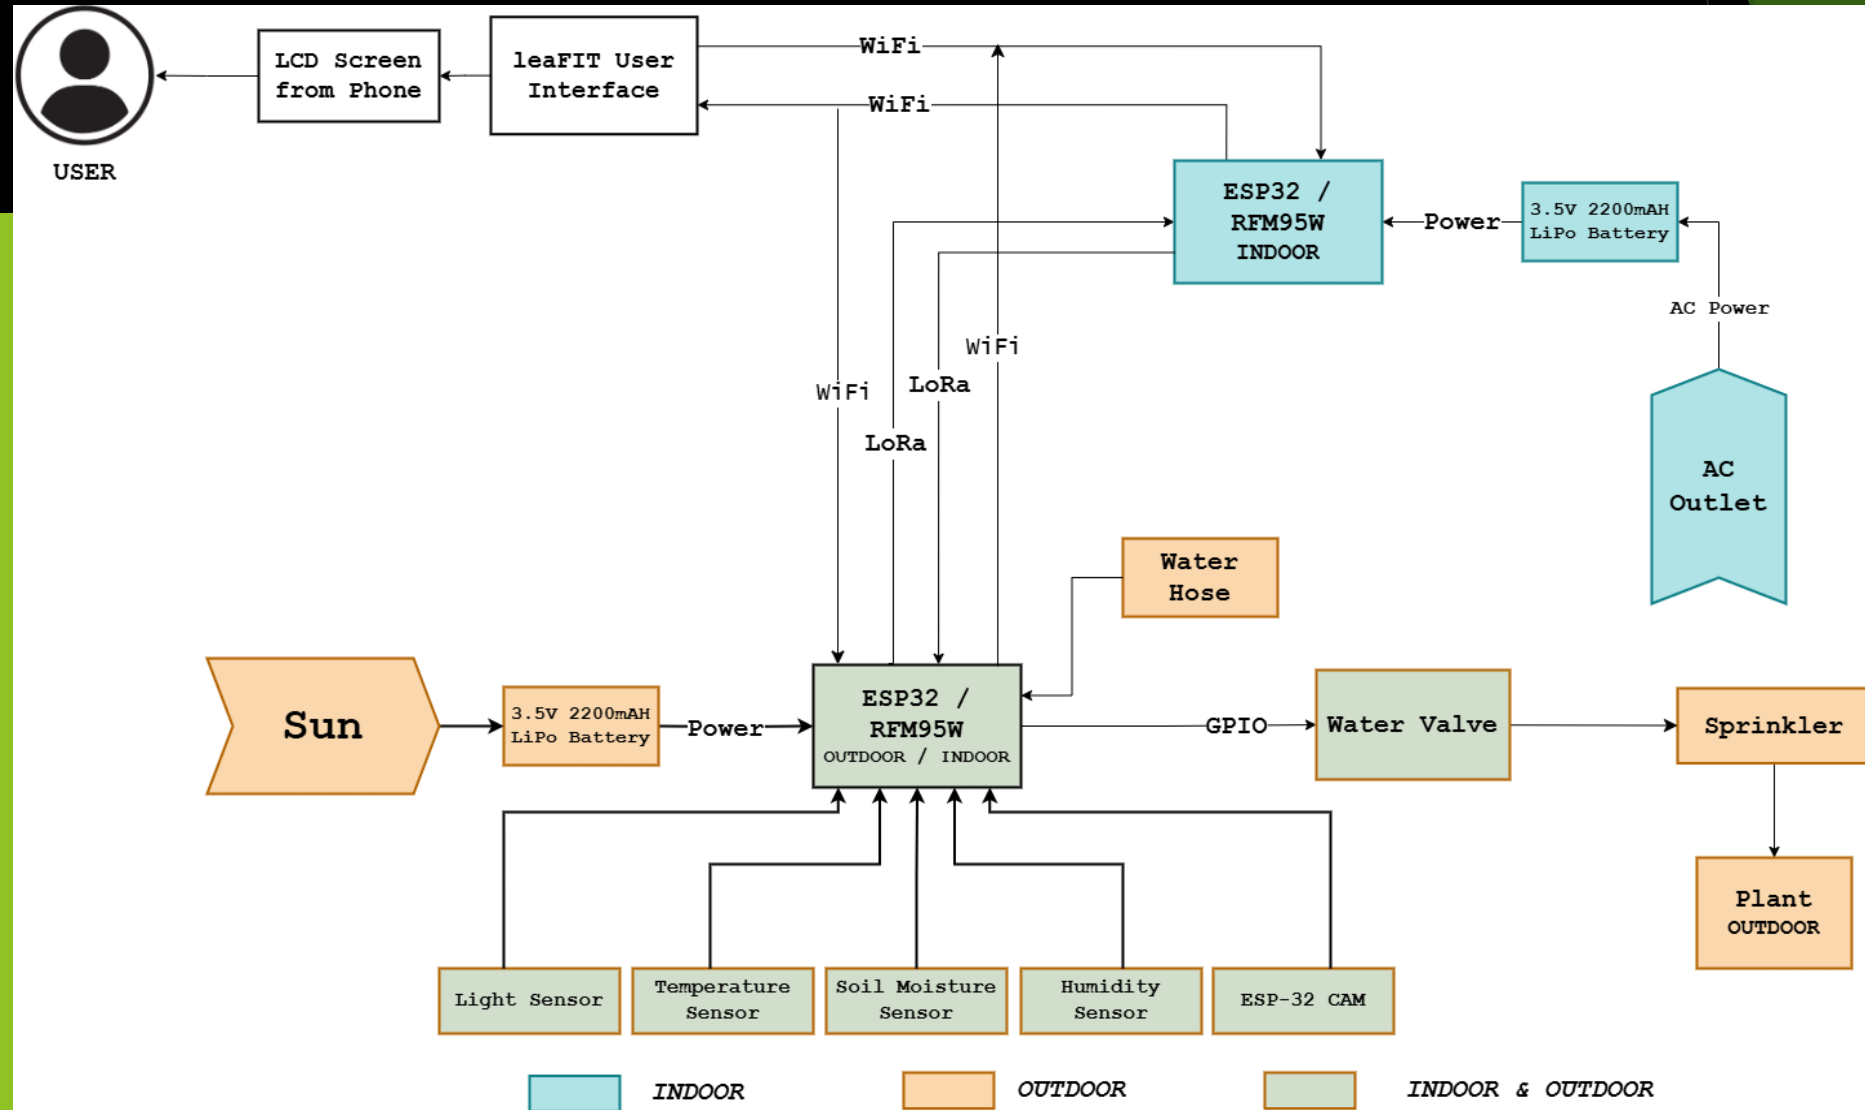 USER
LCD Screen
from Phone
leaFIT User
Interface
WiFi
WiFi
ESP32 /
RFM95W
INDOOR
Power
3.5V 2200mAH
LiPo Battery
AC Power
AC
Outlet
WiFi
LoRa
LoRa
WiFi
Water
Hose
Sun
3.5V 2200mAH
LiPo Battery
Power
ESP32 /
RFM95W
OUTDOOR / INDOOR
GPIO
Water Valve
Sprinkler
Plant
OUTDOOR
Light Sensor
Temperature
Sensor
Soil Moisture
Sensor
Humidity
Sensor
ESP-32 CAM
INDOOR
OUTDOOR
INDOOR & OUTDOOR